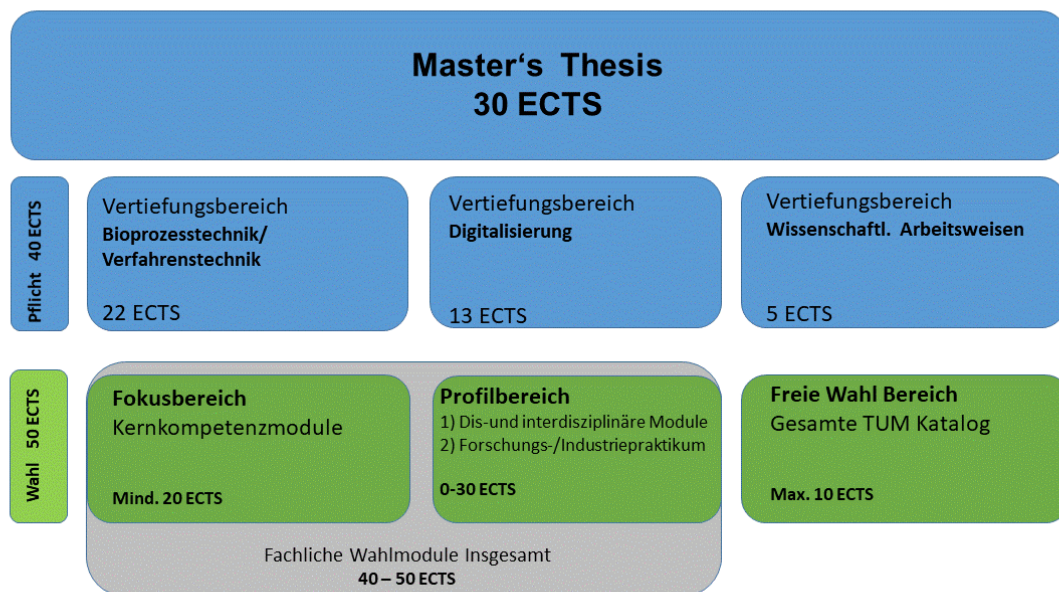 Master‘s Thesis
30 ECTS
Pflicht 40 ECTS
Vertiefungsbereich
Bioprozesstechnik/
Verfahrenstechnik
22 ECTS
Vertiefungsbereich
Digitalisierung
13 ECTS
Vertiefungsbereich
Wissenschaftl. Arbeitsweisen
5 ECTS
Wahl 50 ECTS
Fokusbereich
Kernkompetenzmodule
Mind. 20 ECTS
Profilbereich
1) Dis-und interdisziplinäre Module
2) Forschungs-/Industriepraktikum
0-30 ECTS
Freie Wahl Bereich
Gesamte TUM Katalog
Max. 10 ECTS
Fachliche Wahlmodule Insgesamt
40 – 50 ECTS